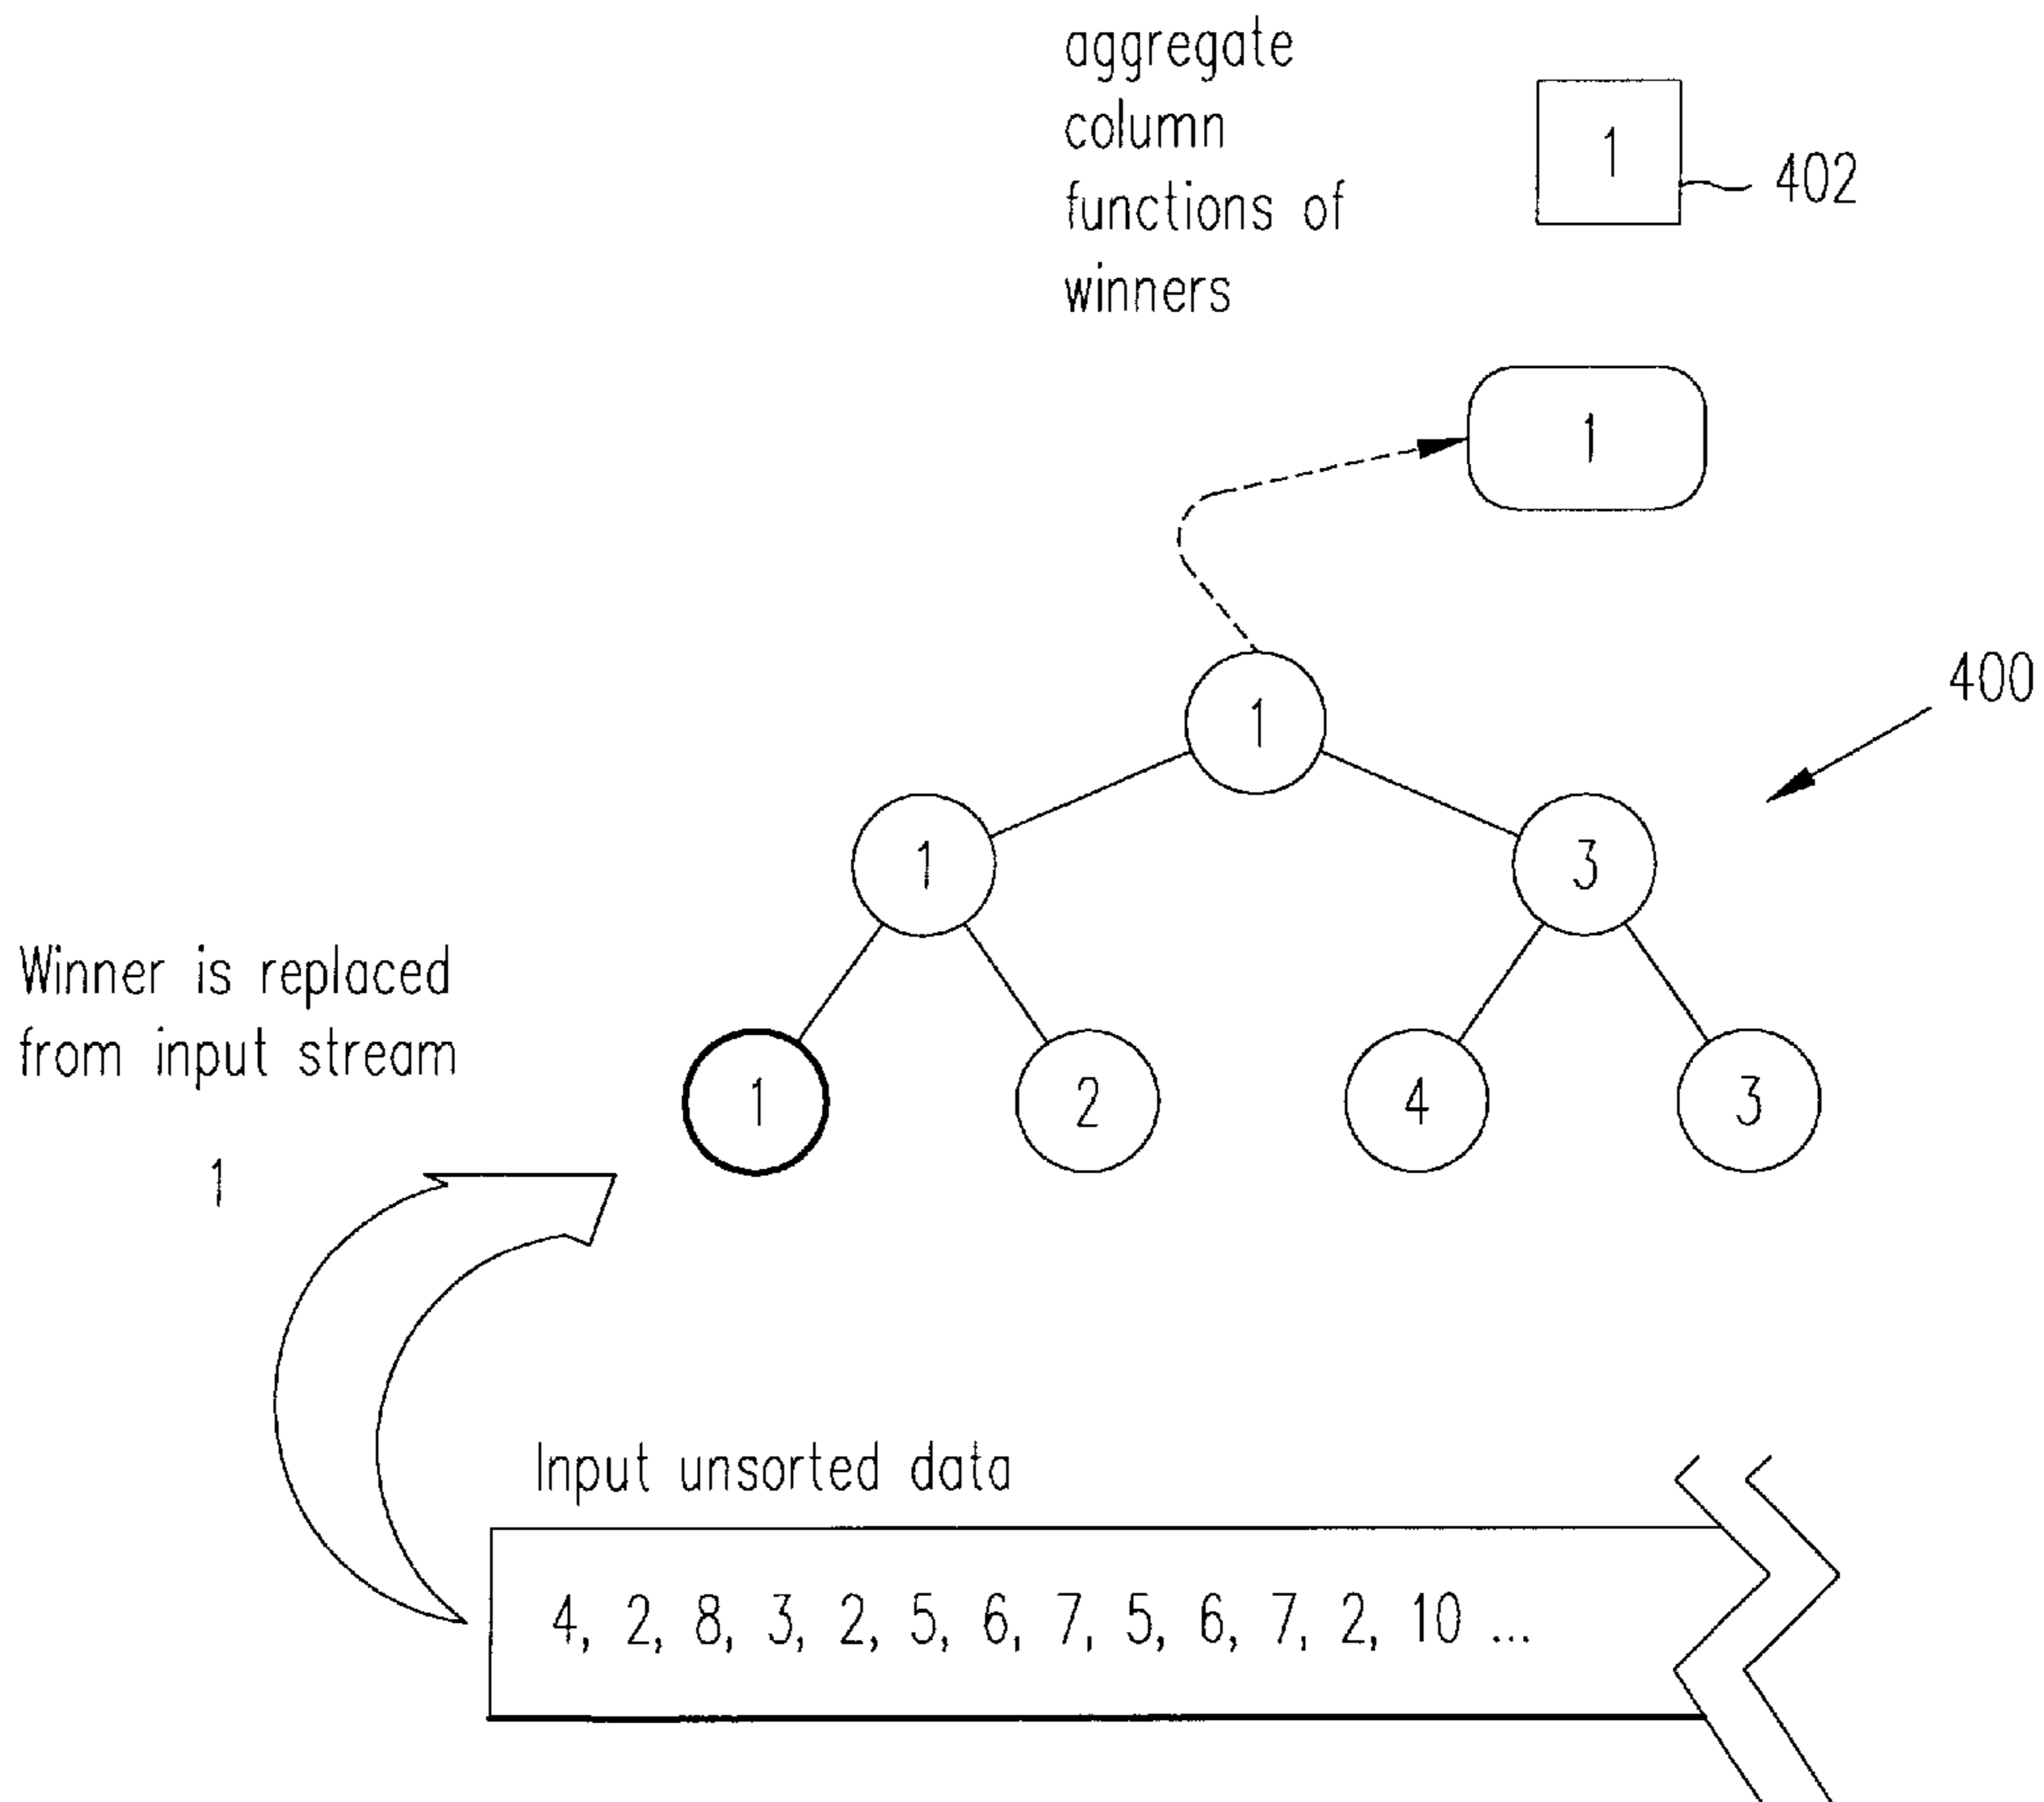 aggregate
column
functions of
winners
1
402
1
400
1
1
3
Winner is replaced
from input stream
1
1
2
4
3
Input unsorted data
4, 2, 8, 3, 2, 5, 6, 7, 5, 6, 7, 2, 10 ...